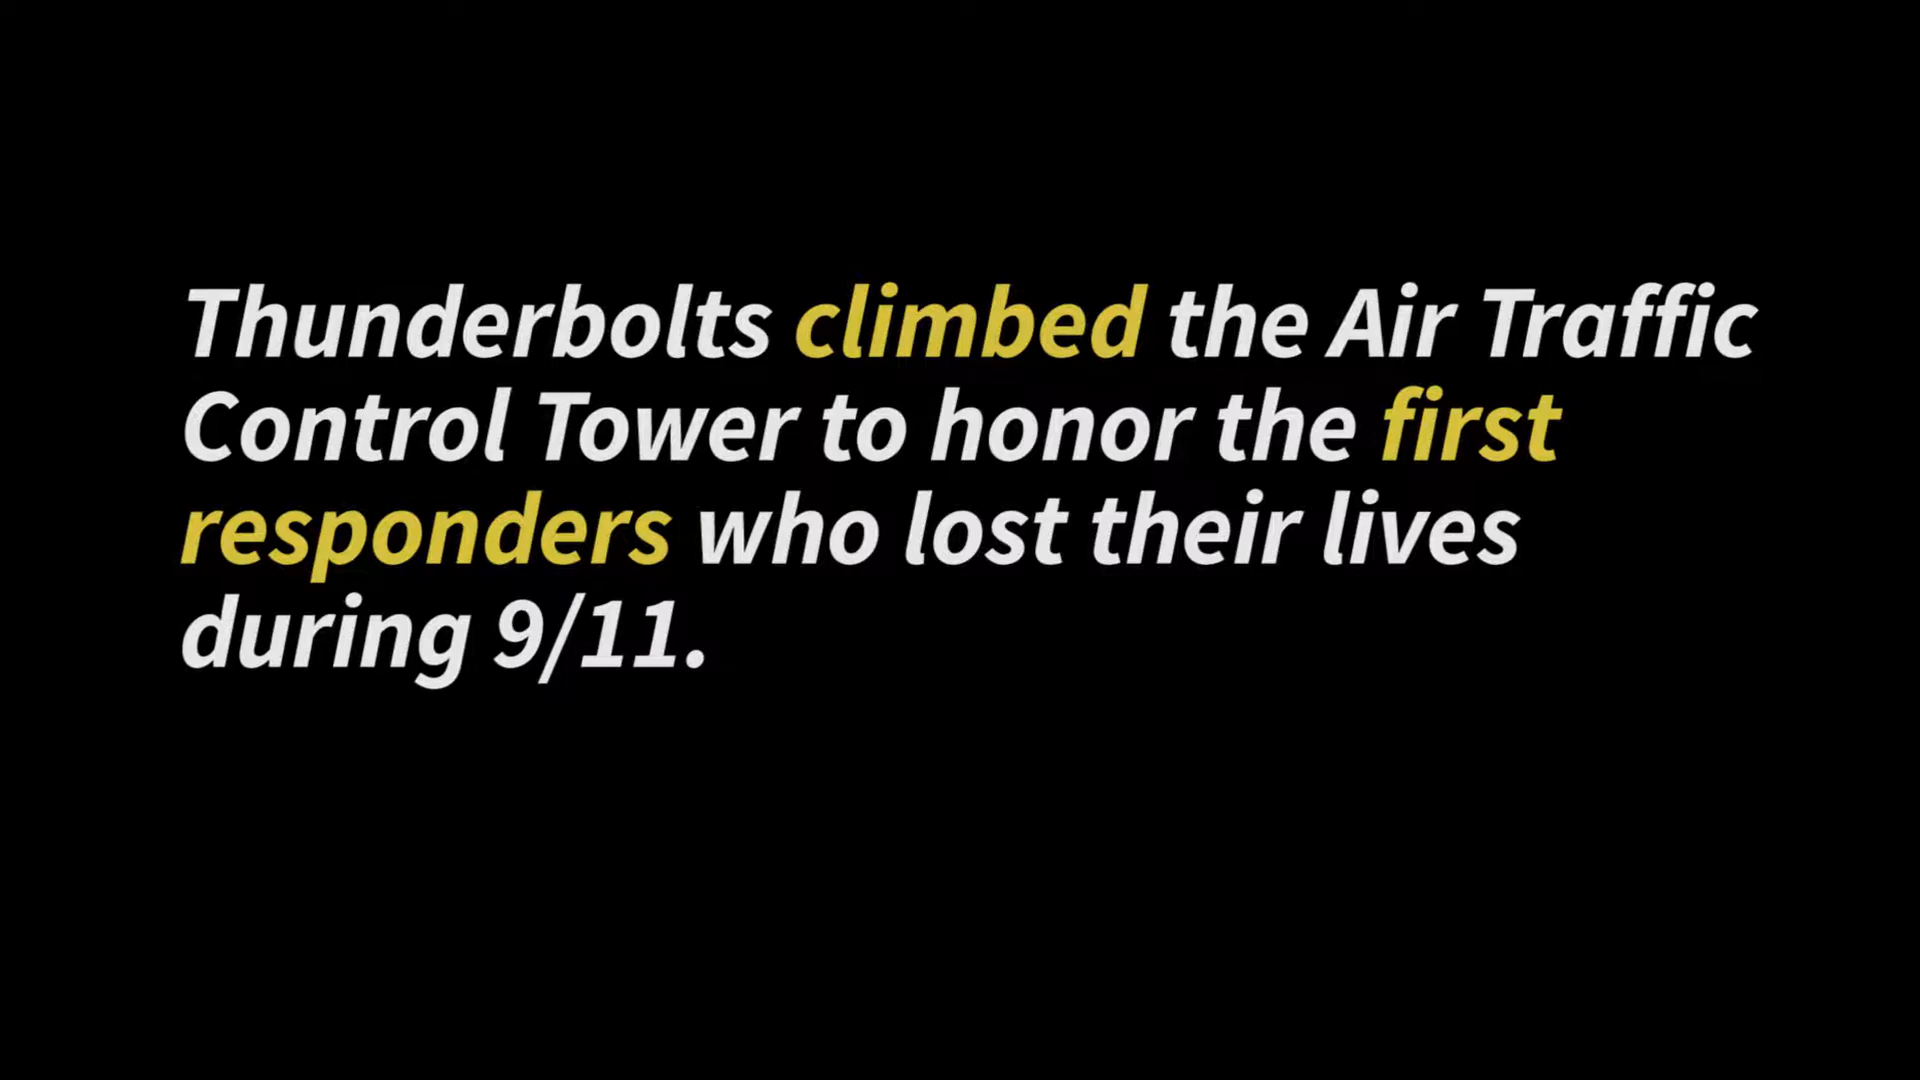 Thunderbolts climbed the Air Traffic
Control Tower to honor the first
responders who lost their lives
during 9/11.